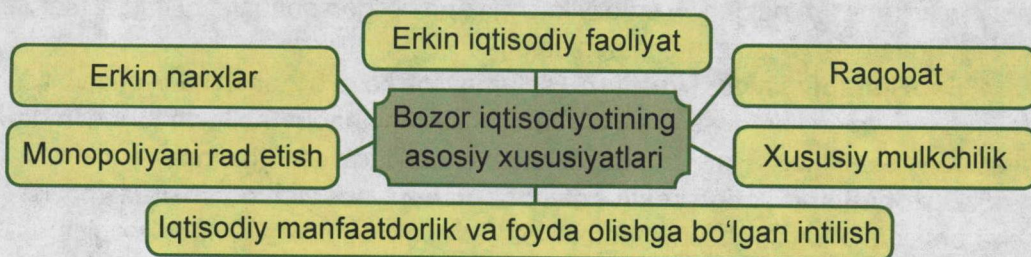 Erkin iqtisodiy faoliyat
Erkin narxlar
Raqobat
Bozor iqtisodiyotining
asosiy xususiyatlari
Monopoliyani rad etish
Xususiy mulkchilik
Iqtisodiy manfaatdorlik va foyda olishga bo‘lgan intilish